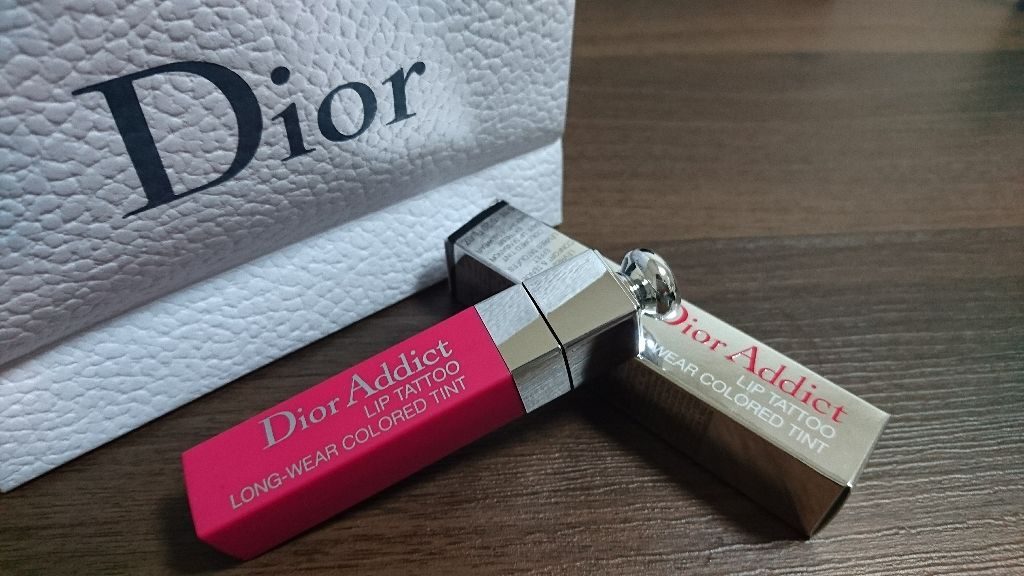 Dior
Dior Addict
LIP TATTOO
LONG-WEAR COLORED TINT
Dior Addict
LIP TATTOO
WEAR COLORED TINT